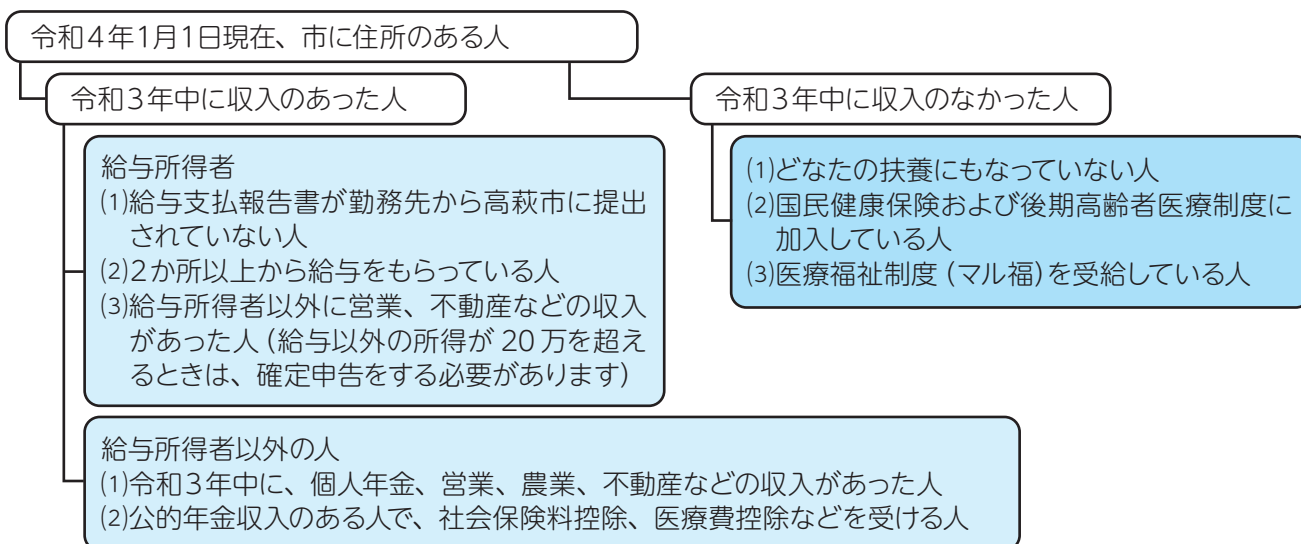 令和４年1月1日現在、市に住所のある人
令和３年中に収入のあった人
令和３年中に収入のなかった人
給与所得者
⑴給与支払報告書が勤務先から高萩市に提出
されていない人
⑵２か所以上から給与をもらっている人
⑶給与所得者以外に営業、不動産などの収入
があった人（給与以外の所得が 20 万を超え
るときは、確定申告をする必要があります）
⑴どなたの扶養にもなっていない人
⑵国民健康保険および後期高齢者医療制度に
加入している人
⑶医療福祉制度（マル福）を受給している人
給与所得者以外の人
⑴令和３年中に、個人年金、営業、農業、不動産などの収入があった人
⑵公的年金収入のある人で、社会保険料控除、医療費控除などを受ける人